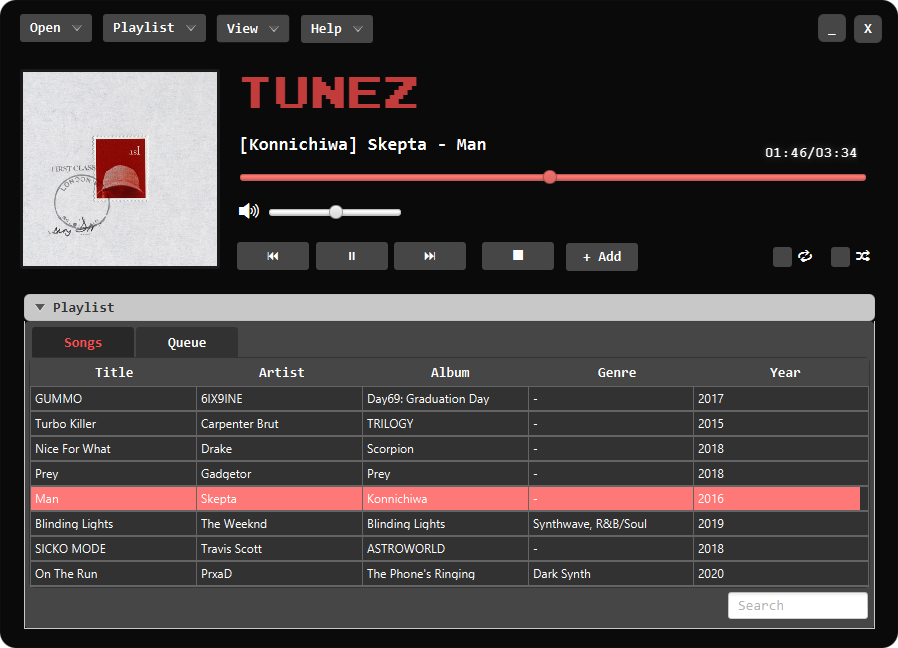 Open Playlist View Help _ X
TUNEZ
[Konnichiwa] Skepta - Man
01:46/03:34
1st
FIRST CLASS
LONDON
+ Add
Playlist
Songs Queue
Title Artist Album Genre Year
GUMMO 6IX9INE Day69: Graduation Day - 2017
Turbo Killer Carpenter Brut TRILOGY - 2015
Nice For What Drake Scorpion - 2018
Prey Gadgetor Prey - 2018
Man Skepta Konnichiwa - 2016
Blinding Lights The Weeknd Blinding Lights Synthwave, R&B/Soul 2019
SICKO MODE Travis Scott ASTROWORLD - 2018
On The Run PrxaD The Phone's Ringing Dark Synth 2020
Search